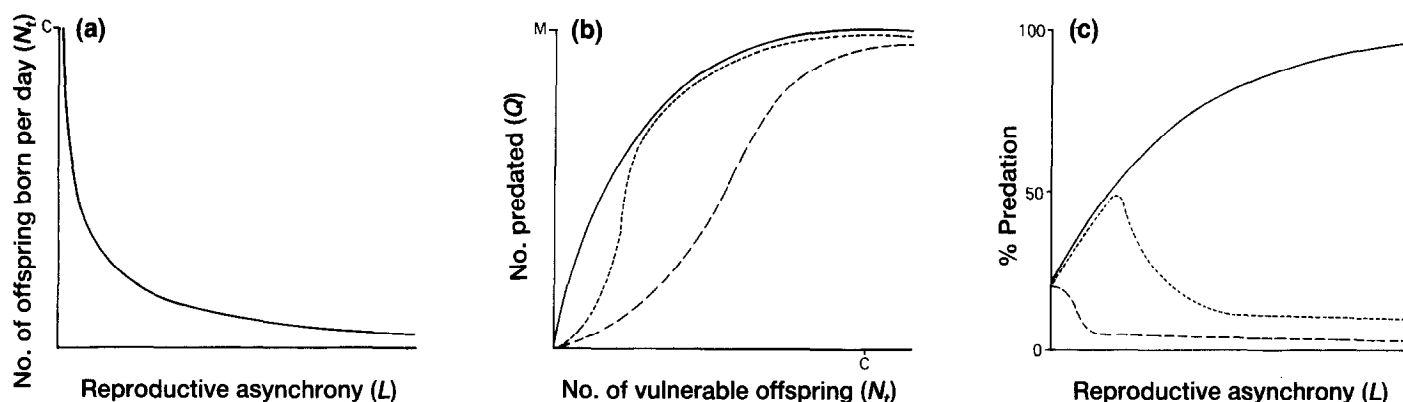 (a)
C
No. of offspring born per day (Nt)
Reproductive asynchrony (L)
(b)
M
No. predated (Q)
C
No. of vulnerable offspring (Nt)
(c)
100
50
0
% Predation
Reproductive asynchrony (L)